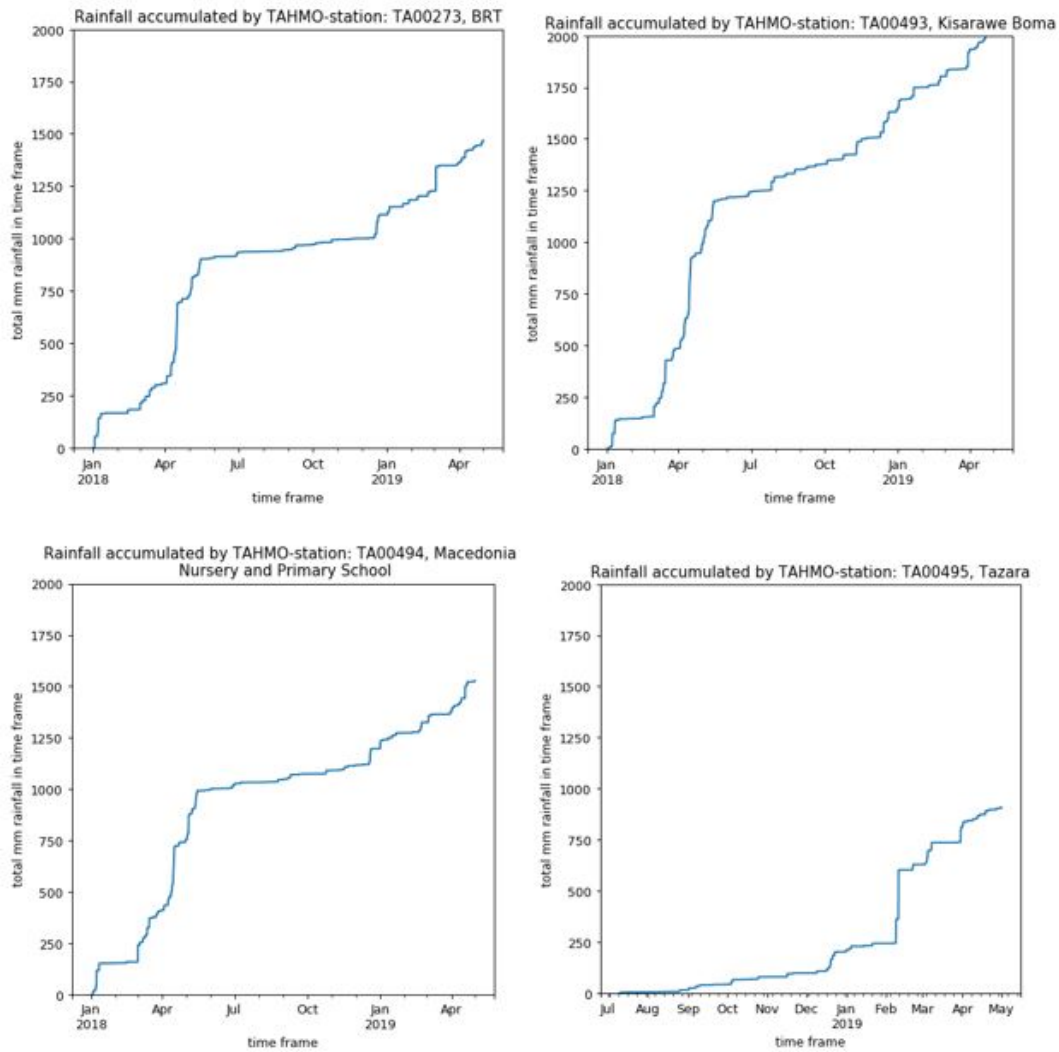 Rainfall accumulated by TAHMO-station: TA00273, BRT
2000
1750
1500
1250
1000
750
500
250
0
total mm rainfall in time frame
Jan
2018
Apr
Jul
Oct
Jan
2019
Apr
time frame
Rainfall accumulated by TAHMO-station: TA00493, Kisarawe Boma
2000
1750
1500
1250
1000
750
500
250
0
total mm rainfall in time frame
Jan
2018
Apr
Jul
Oct
Jan
2019
Apr
time frame
Rainfall accumulated by TAHMO-station: TA00494, Macedonia
Nursery and Primary School
2000
1750
1500
1250
1000
750
500
250
0
total mm rainfall in time frame
Jan
2018
Apr
Jul
Oct
Jan
2019
Apr
time frame
Rainfall accumulated by TAHMO-station: TA00495, Tazara
2000
1750
1500
1250
1000
750
500
250
0
total mm rainfall in time frame
Jul
Aug
Sep
Oct
Nov
Dec
Jan
2019
Feb
Mar
Apr
May
time frame